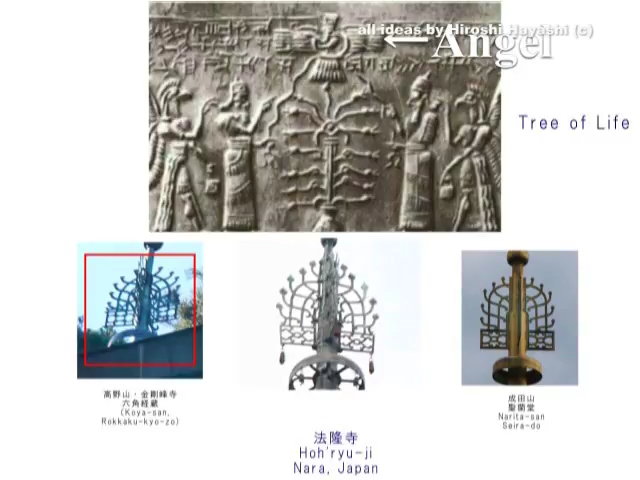 all ideas by Hiroshi Hayashi (c)
←Angel
Tree of Life
高野山・金剛峰寺
六角経蔵
(Koya-san,
Rokkaku-kyo-zo)
法隆寺
Hoh'ryu-ji
Nara, Japan
成田山
聖蘭堂
Narita-san
Seira-do